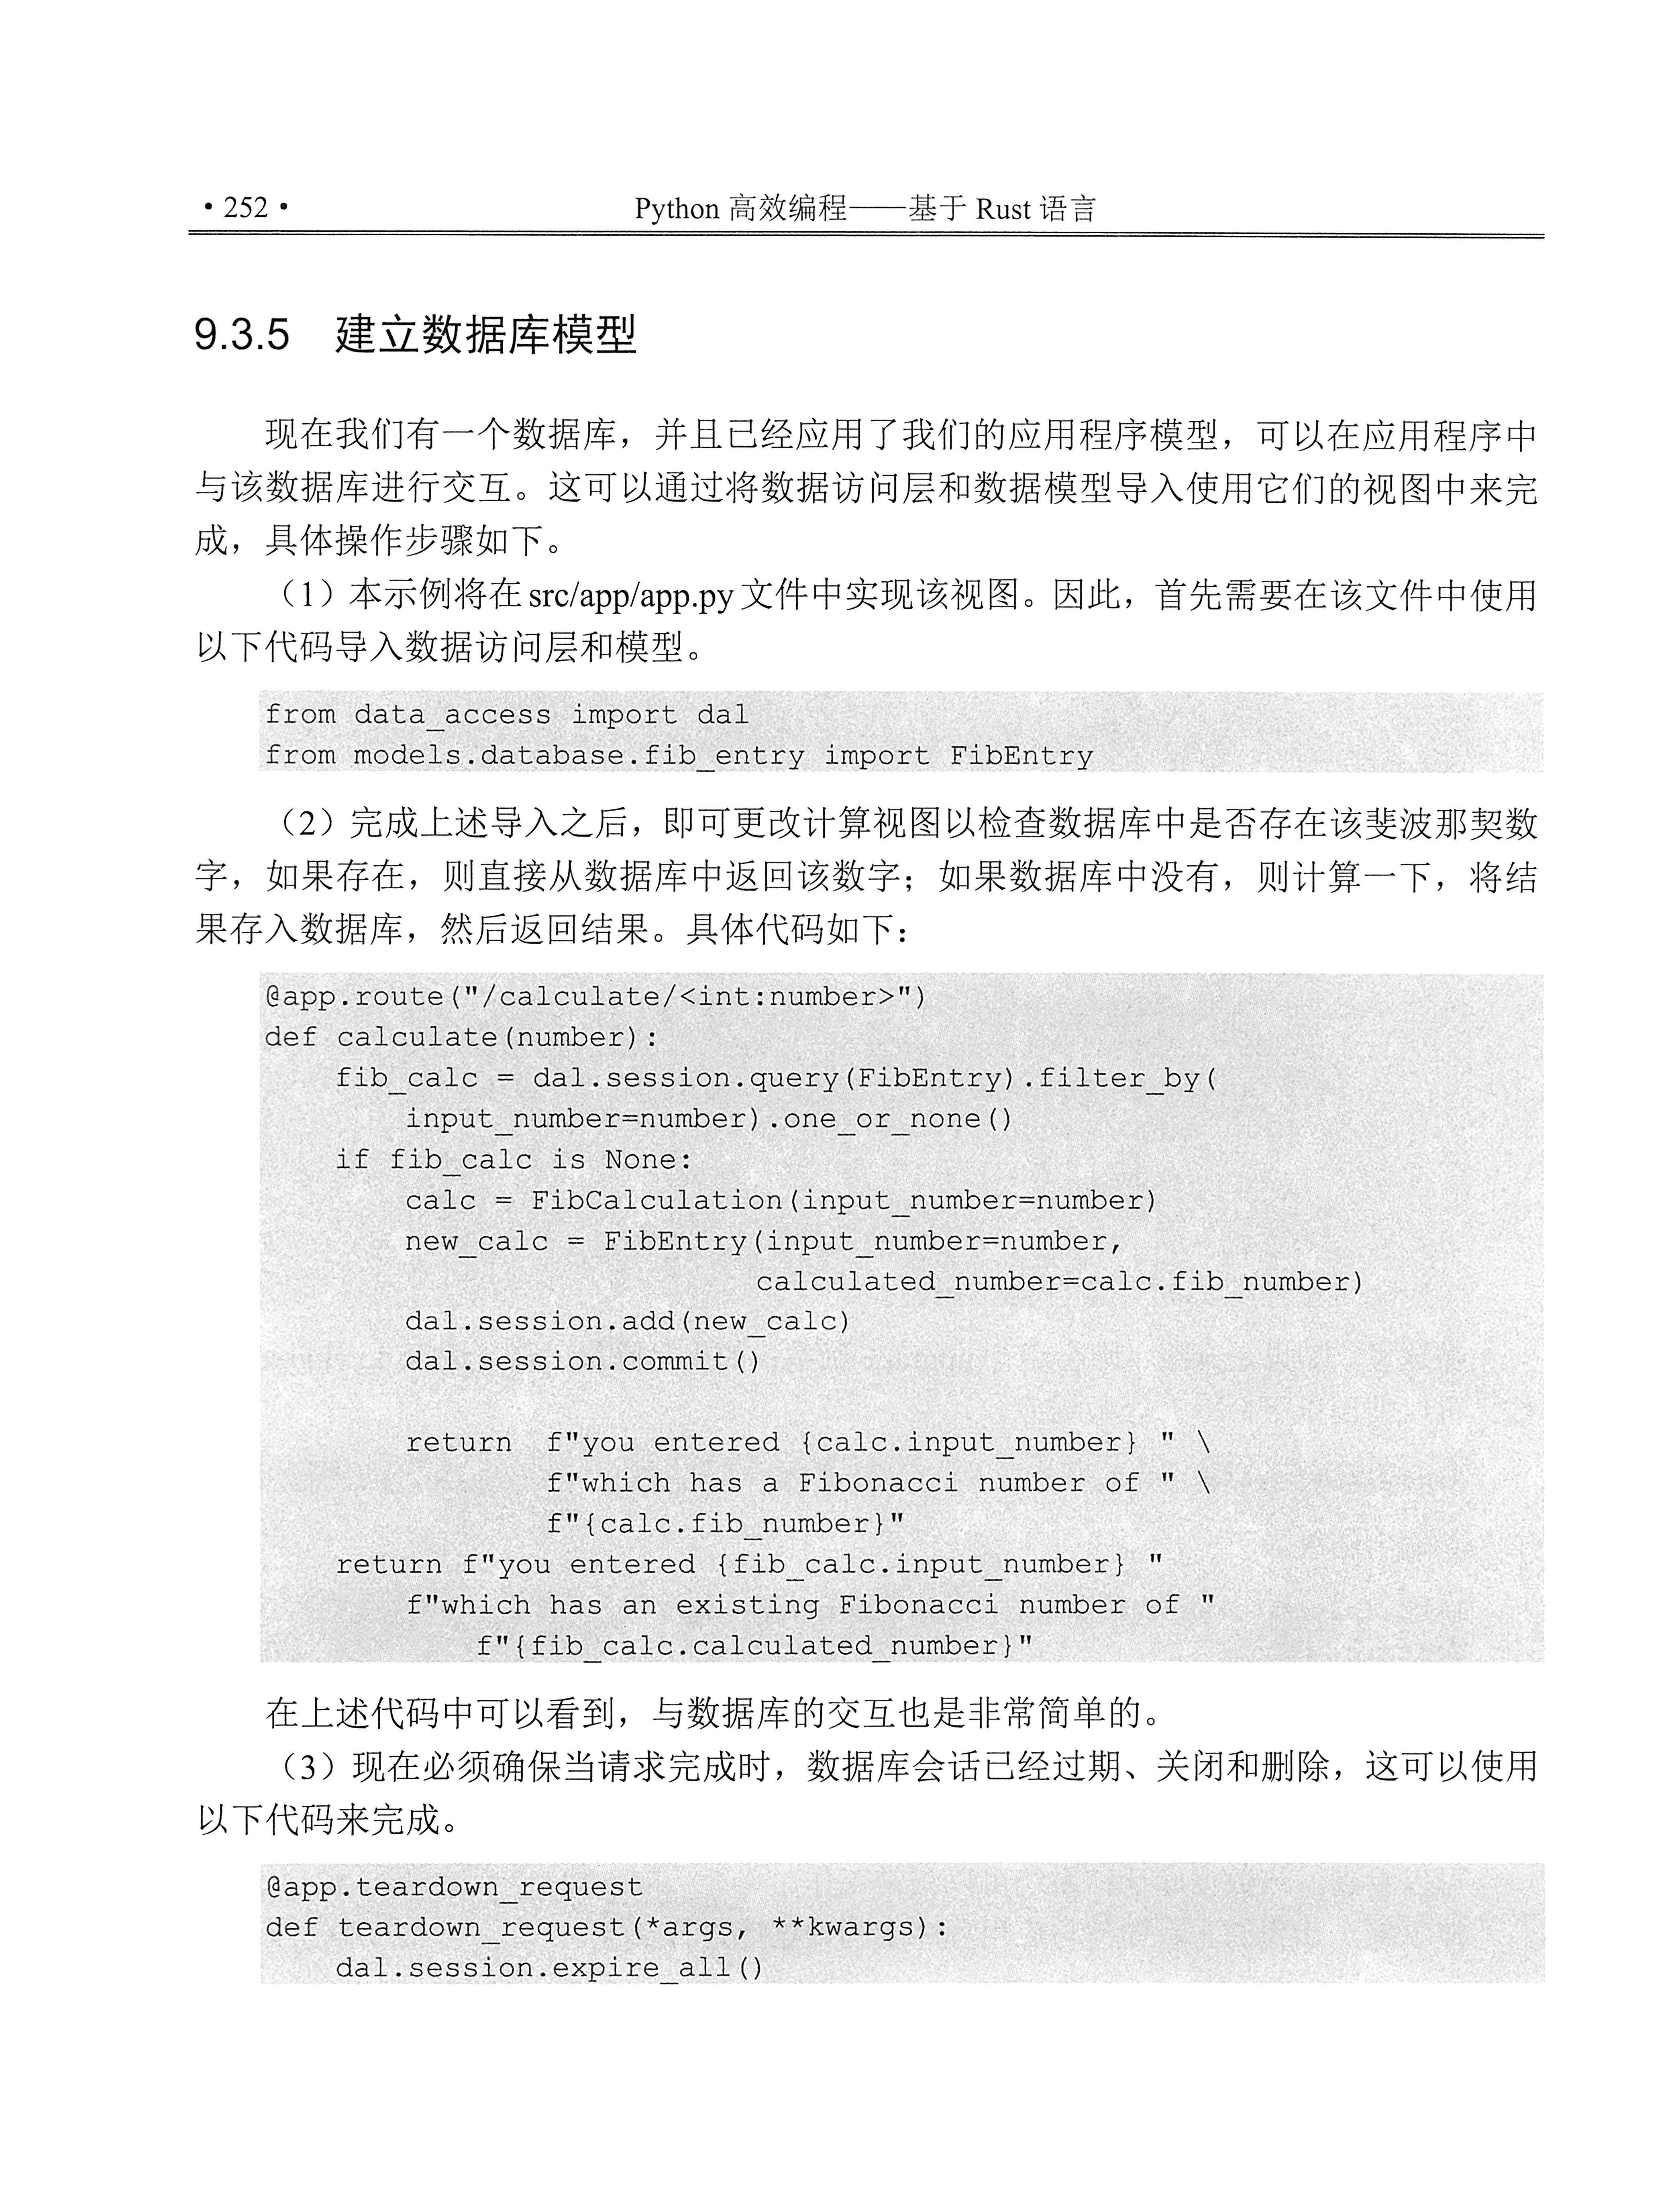 • 252 •
Python 高效编程——基于 Rust 语言
9.3.5 建立数据库模型
现在我们有一个数据库，并且已经应用了我们的应用程序模型，可以在应用程序中
与该数据库进行交互。这可以通过将数据访问层和数据模型导入使用它们的视图中来完
成，具体操作步骤如下。
（1）本示例将在 src/app/app.py 文件中实现该视图。因此，首先需要在该文件中使用
以下代码导入数据访问层和模型。
from data_access import dal
from models.database.fib_entry import FibEntry
（2）完成上述导入之后，即可更改计算视图以检查数据库中是否存在该斐波那契数
字，如果存在，则直接从数据库中返回该数字；如果数据库中没有，则计算一下，将结
果存入数据库，然后返回结果。具体代码如下：
@app.route("/calculate/<int:number>")
def calculate(number):
    fib_calc = dal.session.query(FibEntry).filter_by(
        input_number=number).one_or_none()
    if fib_calc is None:
        calc = FibCalculation(input_number=number)
        new_calc = FibEntry(input_number=number,
                            calculated_number=calc.fib_number)
        dal.session.add(new_calc)
        dal.session.commit()
        return  f"you entered {calc.input_number} " \
                f"which has a Fibonacci number of " \
                f"{calc.fib_number}"
    return f"you entered {fib_calc.input_number} "
        f"which has an existing Fibonacci number of "
            f"{fib_calc.calculated_number}"
在上述代码中可以看到，与数据库的交互也是非常简单的。
（3）现在必须确保当请求完成时，数据库会话已经过期、关闭和删除，这可以使用
以下代码来完成。
@app.teardown_request
def teardown_request(*args, **kwargs):
    dal.session.expire_all()